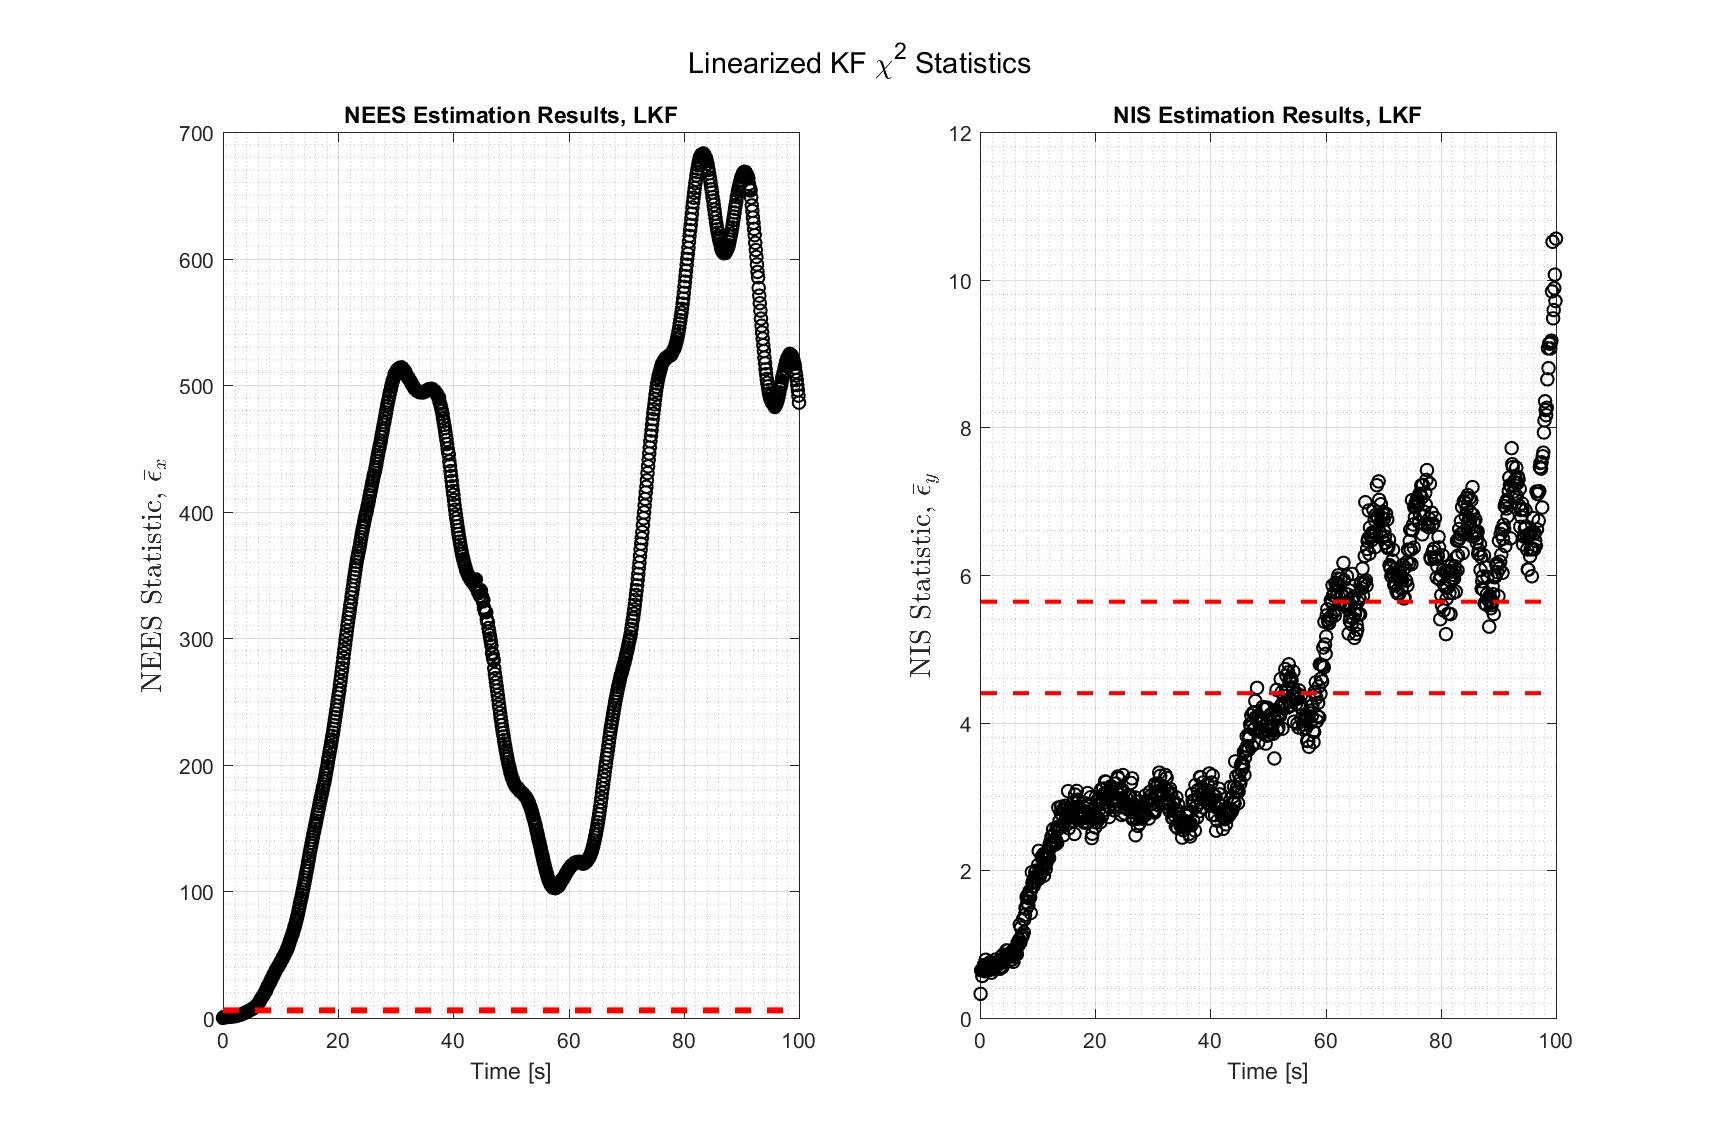 Linearized KF χ² Statistics
NEES Estimation Results, LKF
700
600
500
400
300
200
100
0
NEES Statistic, ε̄ₓ
0 20 40 60 80 100
Time [s]
NIS Estimation Results, LKF
12
10
8
6
4
2
0
NIS Statistic, ε̄_y
0 20 40 60 80 100
Time [s]